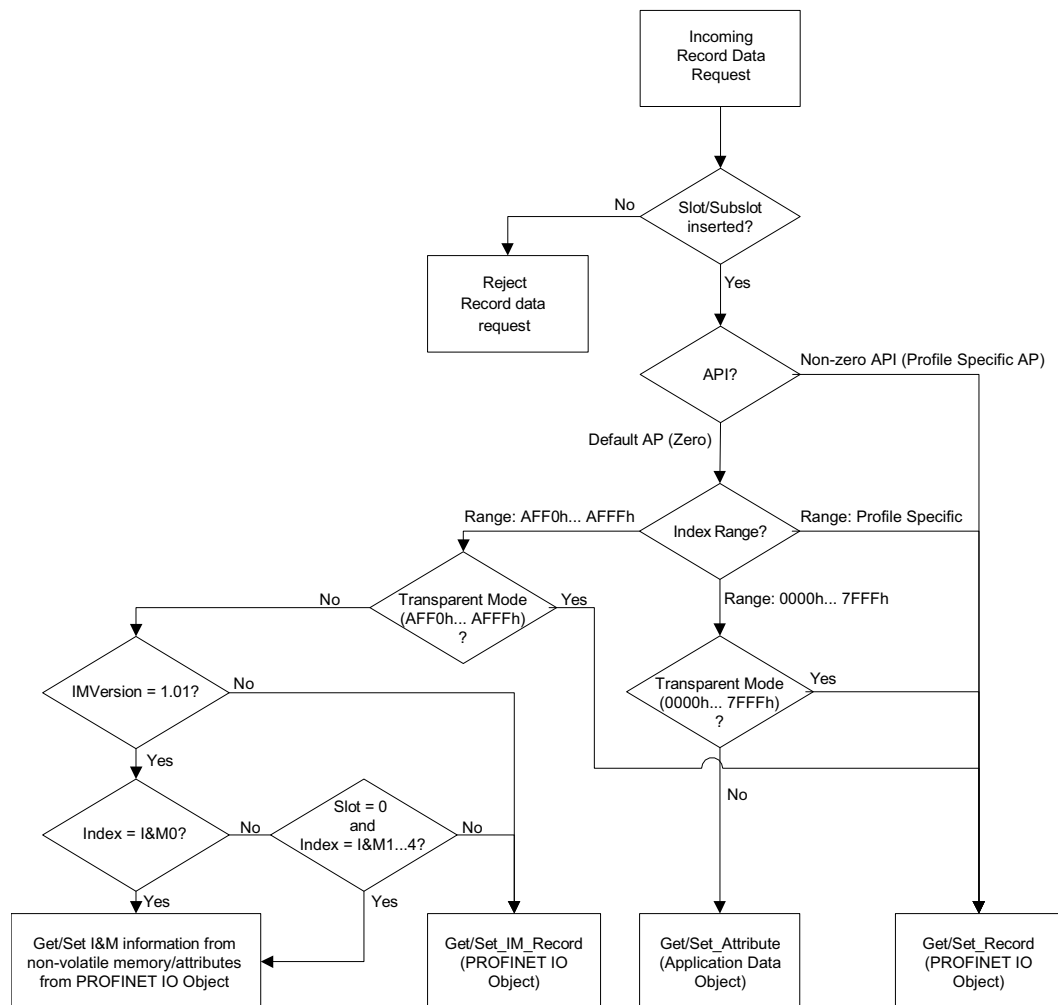 Incoming
Record Data
Request
No
Slot/Subslot
inserted?
Reject
Record data
request
Yes
API?
Non-zero API (Profile Specific AP)
Default AP (Zero)
Range: AFF0h... AFFFh
Index Range?
Range: Profile Specific
No
Transparent Mode
(AFF0h... AFFFh)
?
Yes
Range: 0000h... 7FFFh
IMVersion = 1.01?
No
Transparent Mode
(0000h... 7FFFh)
?
Yes
Yes
No
Index = I&M0?
No
Slot = 0
and
Index = I&M1...4?
No
Yes
Yes
Get/Set I&M information from
non-volatile memory/attributes
from PROFINET IO Object
Get/Set_IM_Record
(PROFINET IO
Object)
Get/Set_Attribute
(Application Data
Object)
Get/Set_Record
(PROFINET IO
Object)